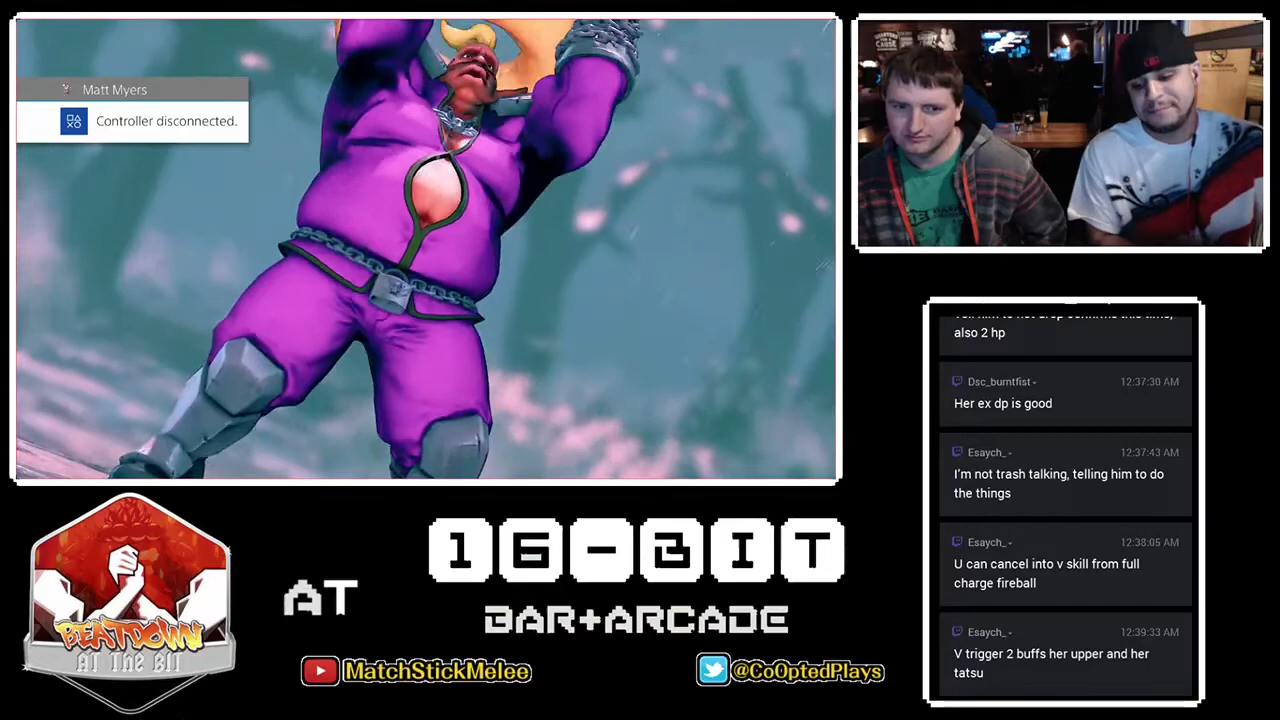 Matt Myers
Controller disconnected.
also 2 hp
Dsc_burntfist
12:37:30 AM
Her ex dp is good
Esaych_
12:37:43 AM
I'm not trash talking, telling him to do
the things
Esaych_
12:38:05 AM
U can cancel into v skill from full
charge fireball
Esaych_
12:39:33 AM
V trigger 2 buffs her upper and her
tatsu
BEATDOWN
AT THE BIT
AT
16-BIT
BAR+ARCADE
MatchStickMelee
@CoOptedPlays